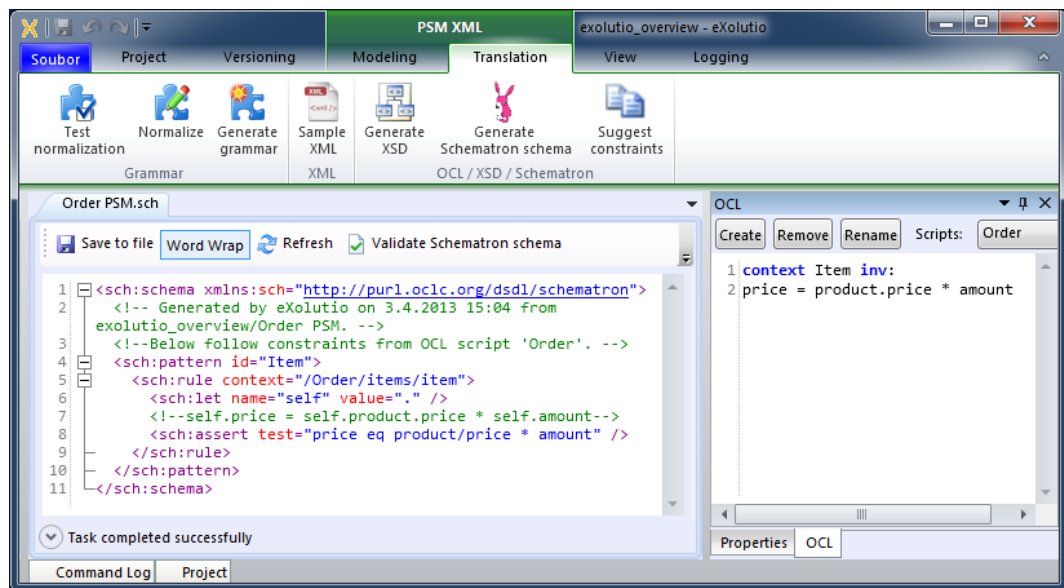 PSM XML
exolutio_overview - eXolutio
Soubor Project Versioning Modeling Translation View Logging
XML
<xml />
Test normalization
Normalize
Generate grammar
Sample XML
Generate XSD
Generate Schematron schema
Suggest constraints
Grammar XML OCL / XSD / Schematron
Order PSM.sch
Save to file Word Wrap Refresh Validate Schematron schema
1 <sch:schema xmlns:sch="http://purl.oclc.org/dsdl/schematron">
2 <!-- Generated by eXolutio on 3.4.2013 15:04 from
exolutio_overview/Order PSM. -->
3 <!--Below follow constraints from OCL script 'Order'. -->
4 <sch:pattern id="Item">
5 <sch:rule context="/Order/items/item">
6 <sch:let name="self" value="." />
7 <!--self.price = self.product.price * self.amount-->
8 <sch:assert test="price eq product/price * amount" />
9 </sch:rule>
10 </sch:pattern>
11 </sch:schema>
Task completed successfully
OCL
Create Remove Rename Scripts: Order
1 context Item inv:
2 price = product.price * amount
Properties OCL
Command Log Project